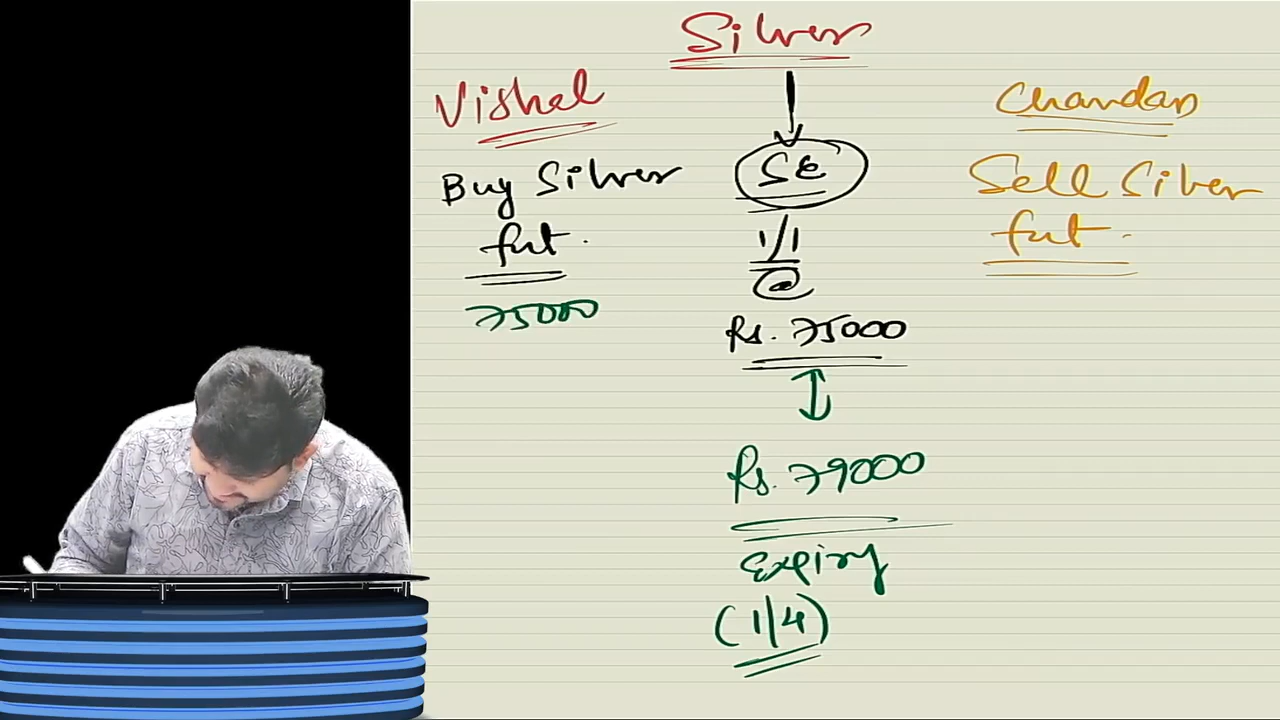 Silver
Vishal
Buy Silver
fut.
75000
SE
1/1
@
Rs. 75000
Rs. 79000
Expiry
(1/4)
Chandan
Sell Silver
fut.